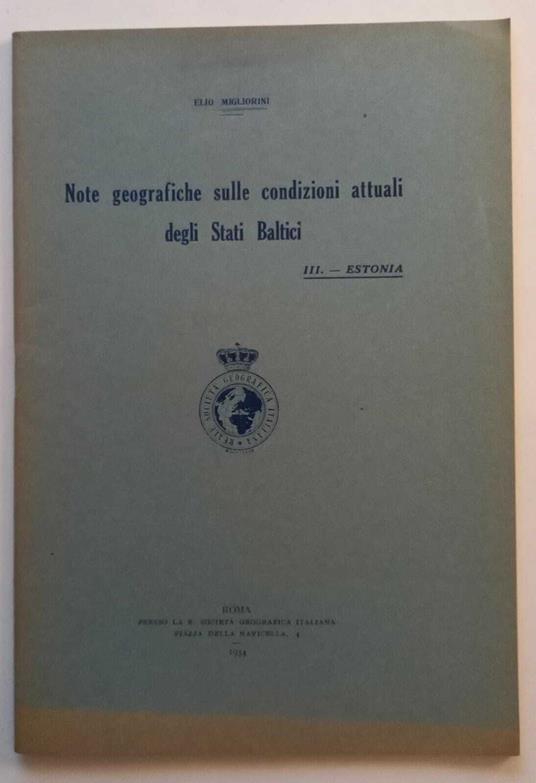 ELIO MIGLIORINI
Note geografiche sulle condizioni attuali
degli Stati Baltici
III. — ESTONIA
REALE SOCIETÀ GEOGRAFICA ITALIANA
ROMA
PRESSO LA R. SOCIETÀ GEOGRAFICA ITALIANA
PIAZZA DELLA NAVICELLA, 4
1934